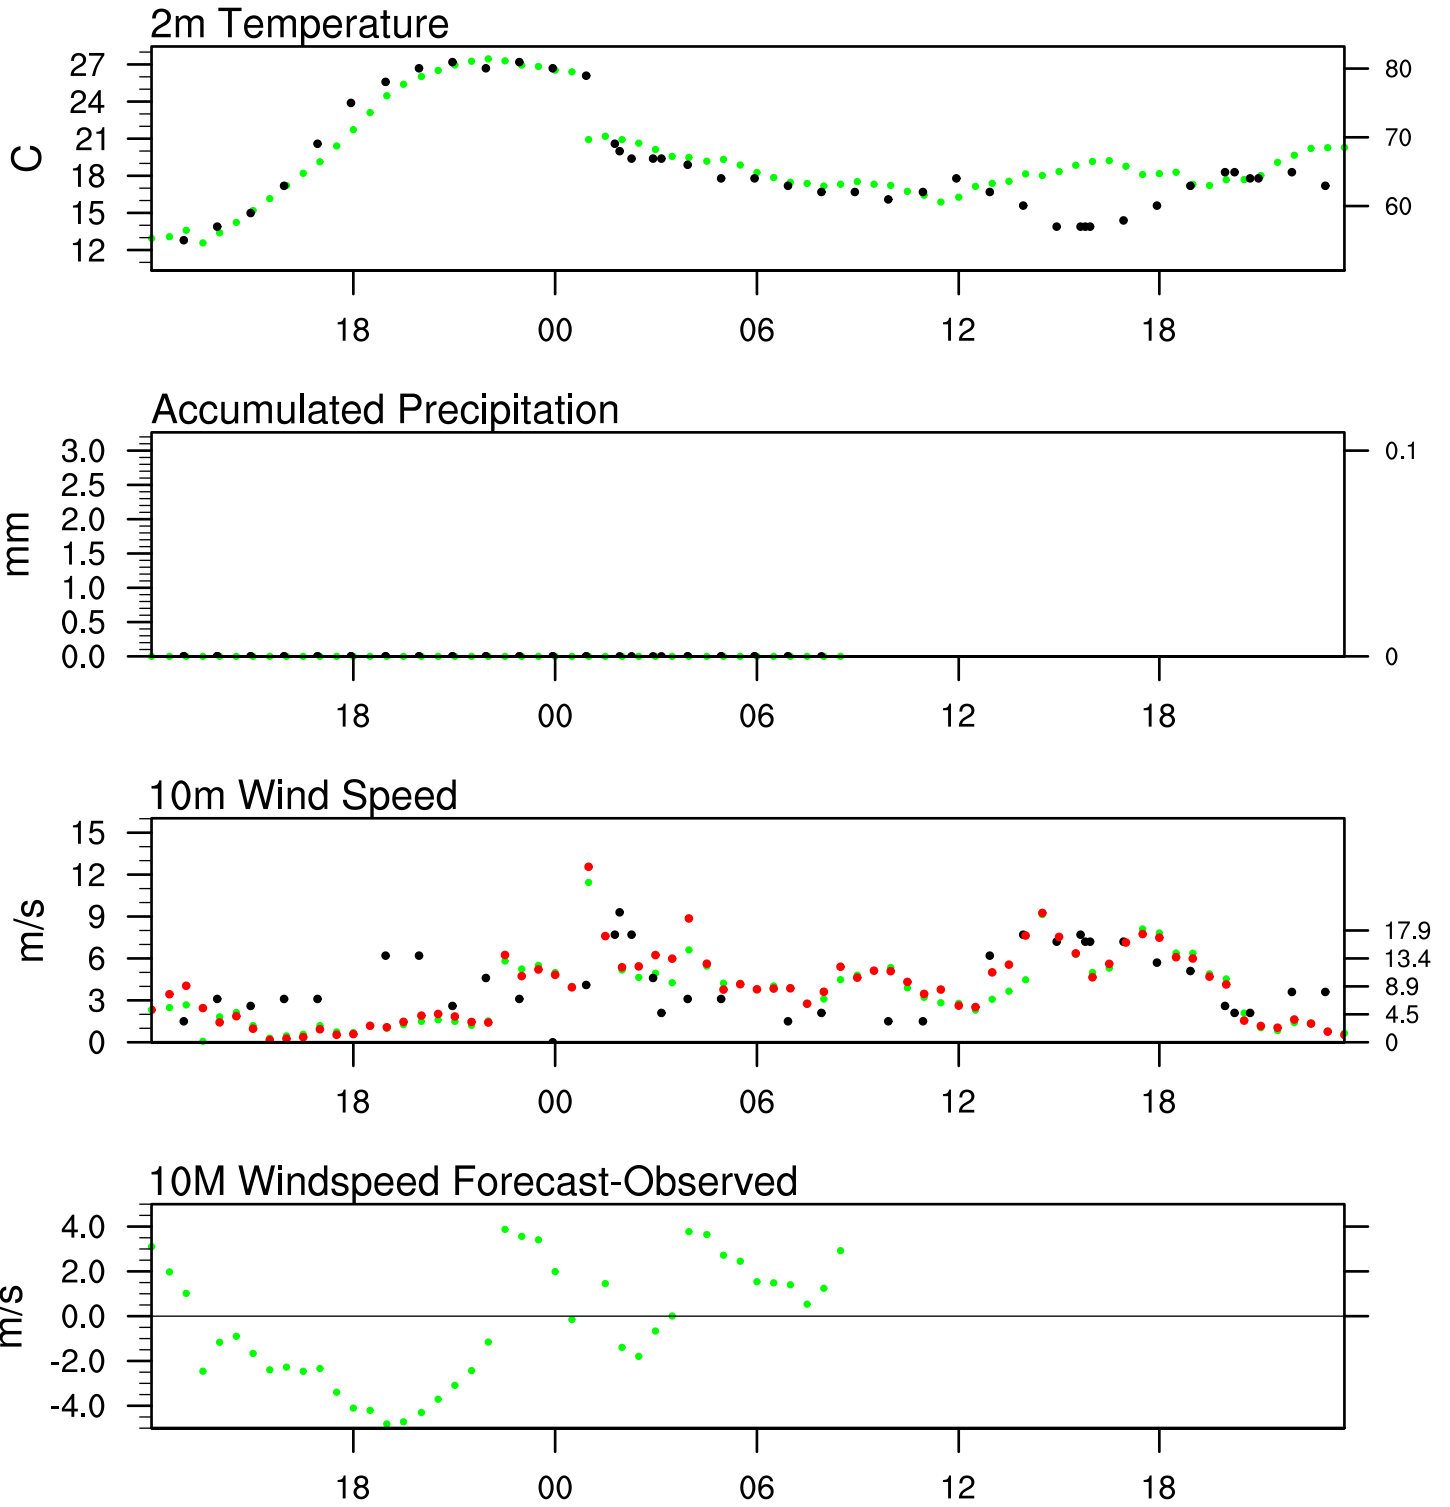 2m Temperature
27
24
21
18
15
12
C
80
70
60
18 00 06 12 18
Accumulated Precipitation
3.0
2.5
2.0
1.5
1.0
0.5
0.0
mm
0.1
0
18 00 06 12 18
10m Wind Speed
15
12
9
6
3
0
m/s
17.9
13.4
8.9
4.5
0
18 00 06 12 18
10M Windspeed Forecast-Observed
4.0
2.0
0.0
-2.0
-4.0
m/s
18 00 06 12 18